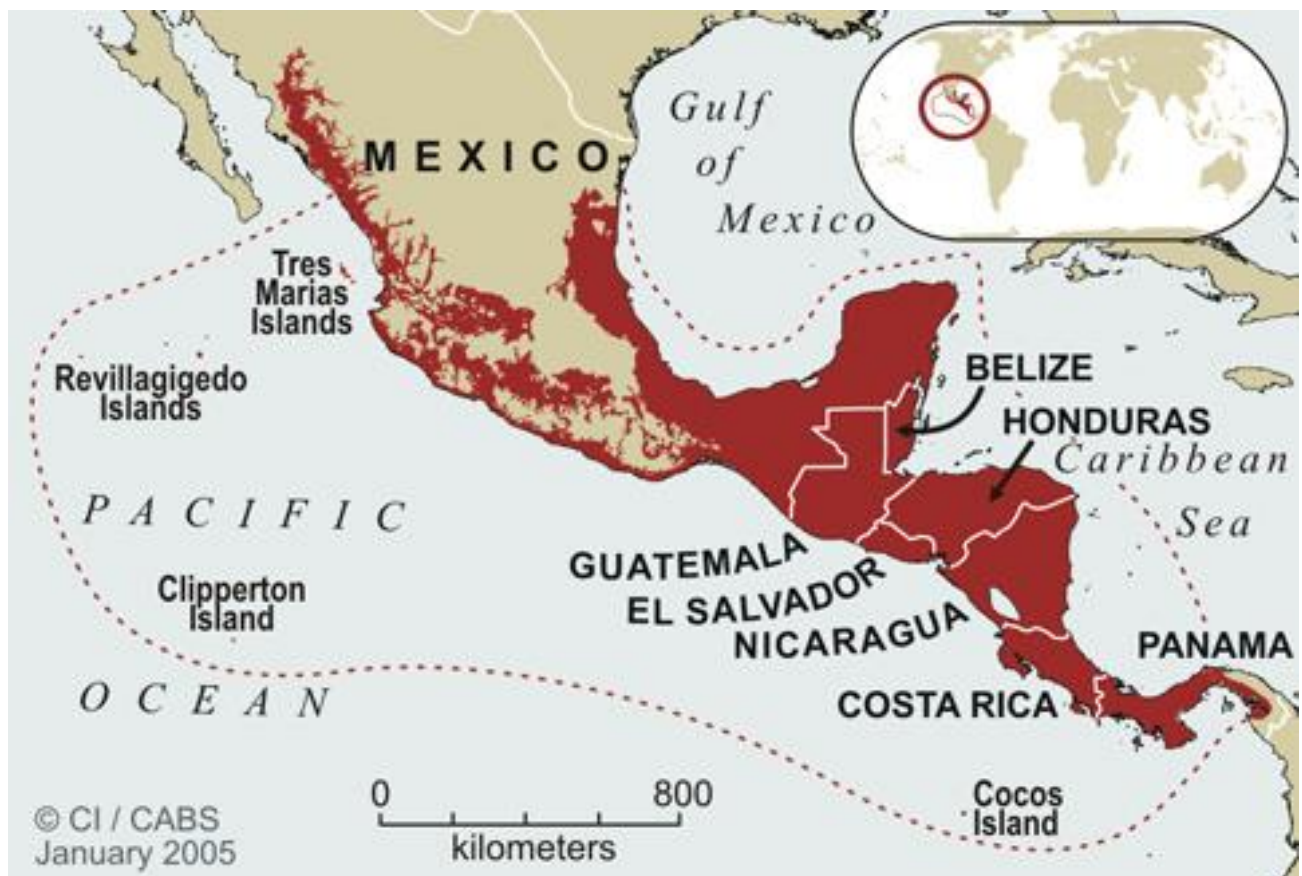 Gulf
of
Mexico
MEXICO
Tres
Marias
Islands
Revillagigedo
Islands
BELIZE
HONDURAS
Caribbean
Sea
PACIFIC
GUATEMALA
EL SALVADOR
NICARAGUA
Clipperton
Island
PANAMA
OCEAN
COSTA RICA
0 800
kilometers
Cocos
Island
© CI / CABS
January 2005